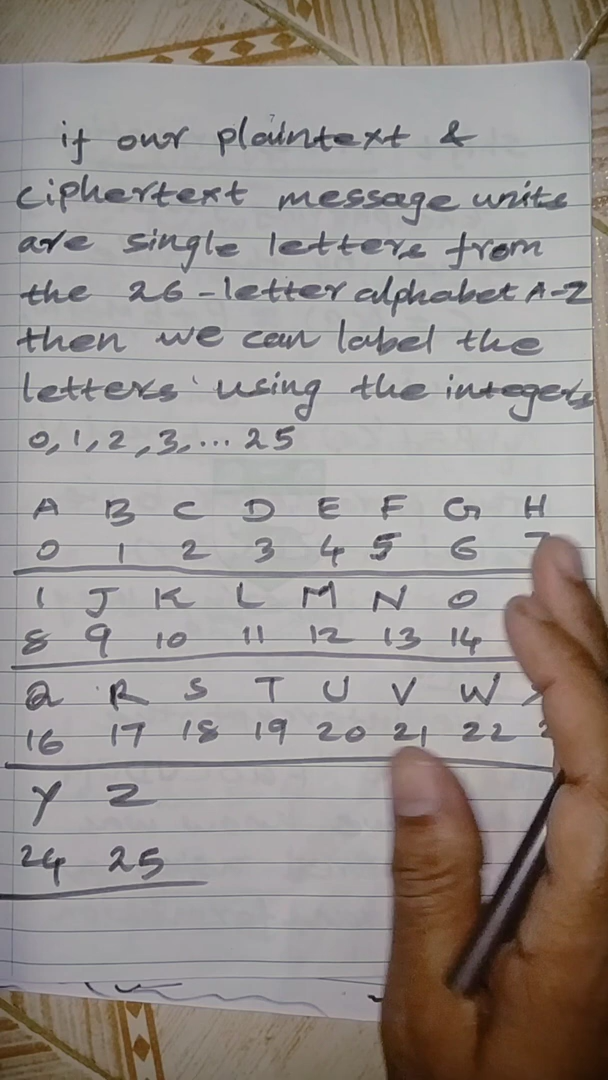 if our plaintext &
ciphertext message units
are single letters from
the 26-letter alphabet A-Z
then we can label the
letters using the integers
0, 1, 2, 3, ... 25
A B C D E F G H
0 1 2 3 4 5 6 7
I J K L M N O
8 9 10 11 12 13 14
Q R S T U V W X
16 17 18 19 20 21 22
Y Z
24 25